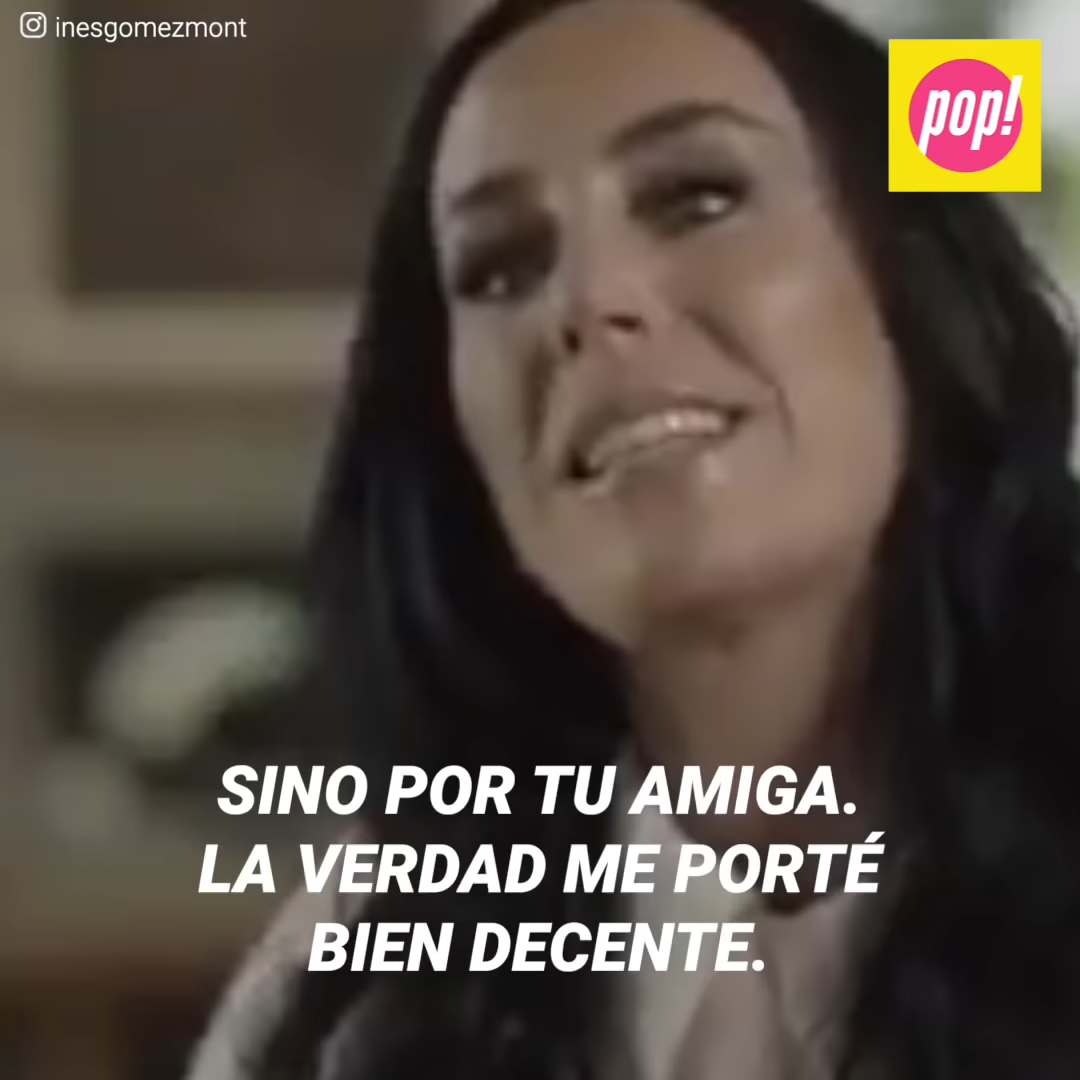 inesgomezmont
pop!
SINO POR TU AMIGA.
LA VERDAD ME PORTÉ
BIEN DECENTE.